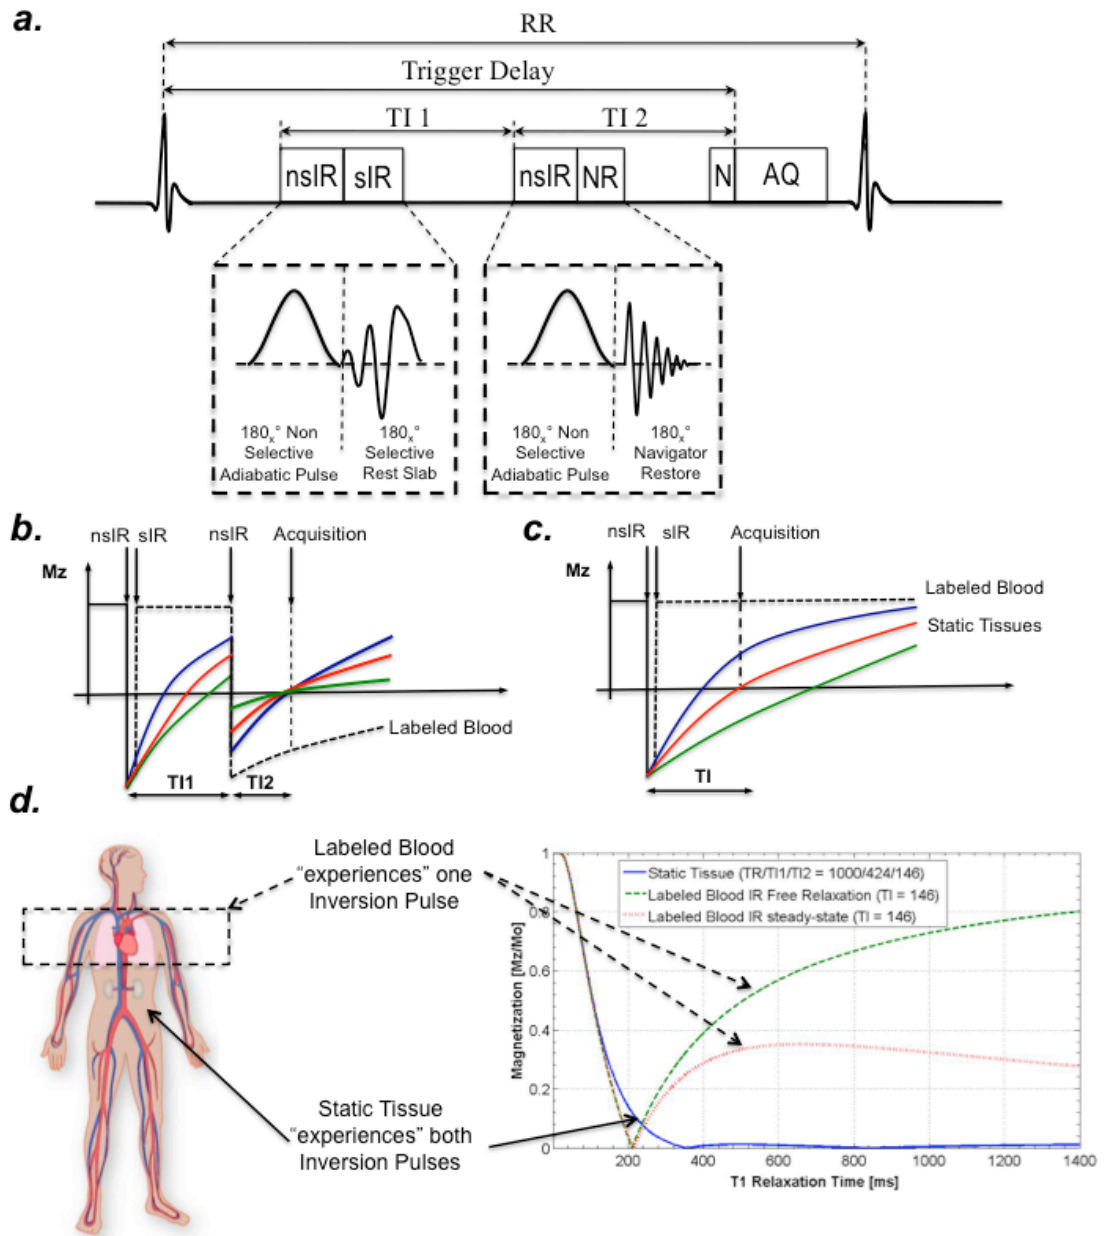 a.
RR
Trigger Delay
TI 1
TI 2
nsIR
sIR
nsIR
NR
N
AQ
180x° Non
Selective
Adiabatic Pulse
180x°
Selective
Rest Slab
180x° Non
Selective
Adiabatic Pulse
180x°
Navigator
Restore
b.
nsIR
sIR
nsIR
Acquisition
Mz
Labeled Blood
TI1
TI2
c.
nsIR
sIR
Acquisition
Mz
Labeled Blood
Static Tissues
TI
d.
Labeled Blood
“experiences” one
Inversion Pulse
Static Tissue
“experiences” both
Inversion Pulses
Static Tissue (TR/TI1/TI2 = 1000/424/146)
Labeled Blood IR Free Relaxation (TI = 146)
Labeled Blood IR steady-state (TI = 146)
Magnetization [Mz/Mo]
1
0.8
0.6
0.4
0.2
0
200
400
600
800
1000
1200
1400
T1 Relaxation Time [ms]